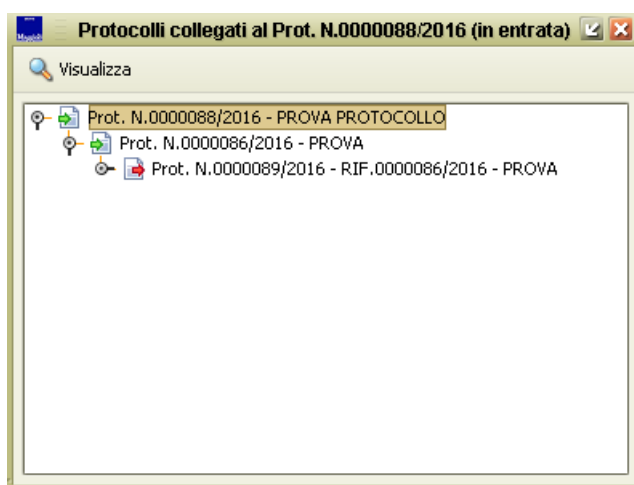 Maggioli
Protocolli collegati al Prot. N.0000088/2016 (in entrata)
Visualizza
Prot. N.0000088/2016 - PROVA PROTOCOLLO
Prot. N.0000086/2016 - PROVA
Prot. N.0000089/2016 - RIF.0000086/2016 - PROVA